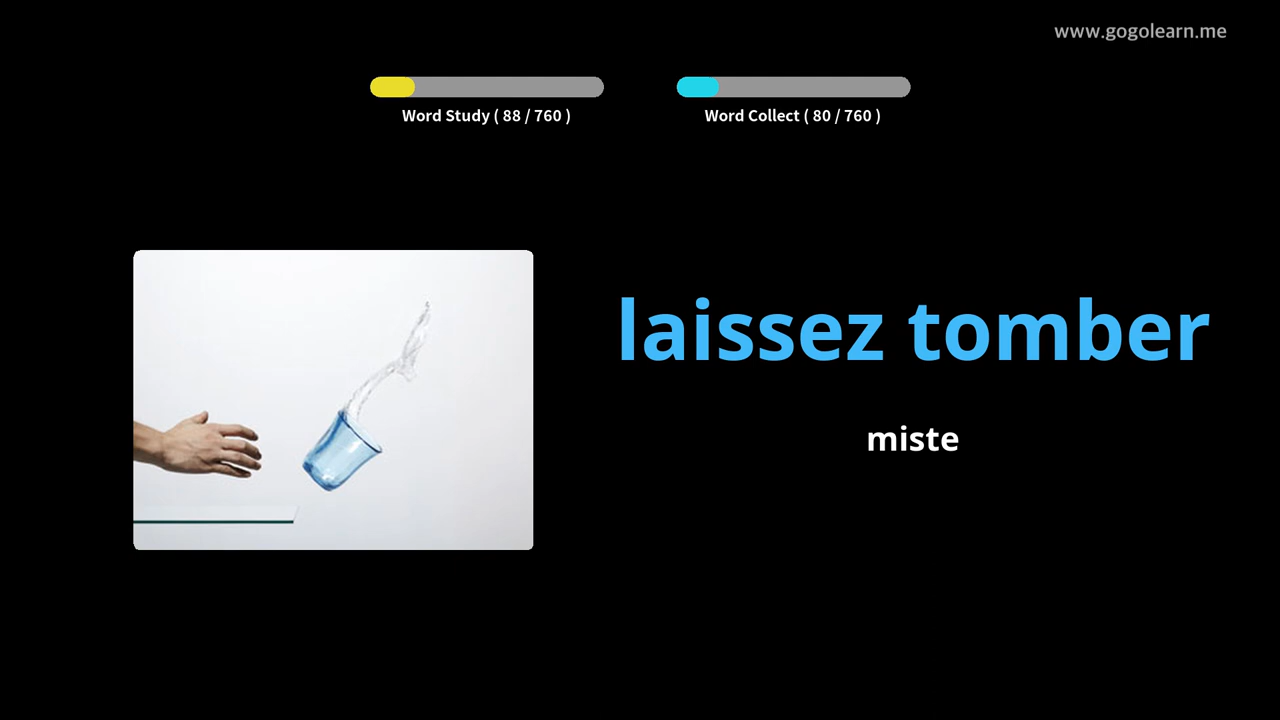 www.gogolearn.me
Word Study ( 88 / 760 )
Word Collect ( 80 / 760 )
laissez tomber
miste